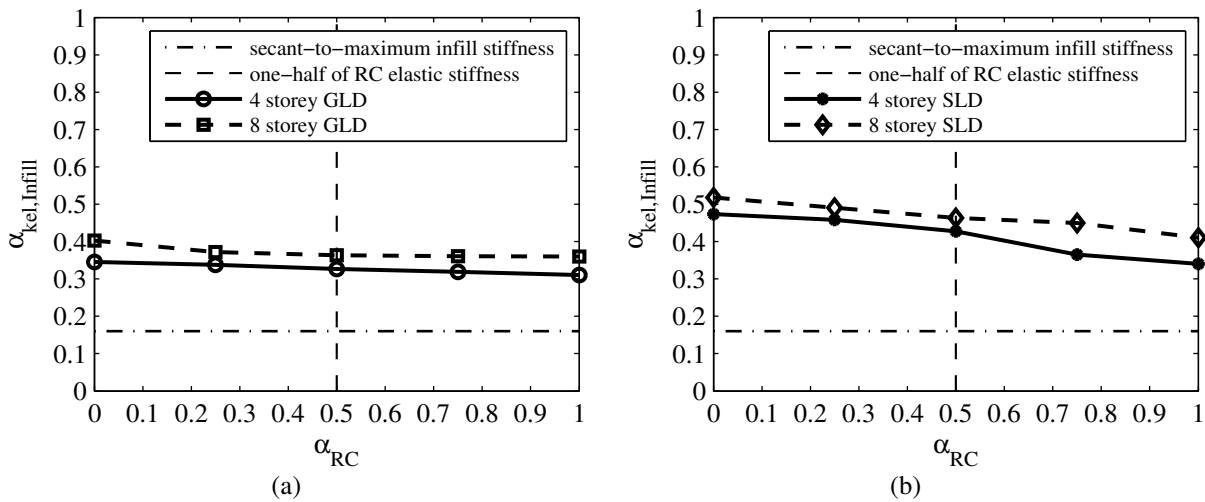 1
0.9
0.8
0.7
0.6
0.5
0.4
0.3
0.2
0.1
0
α_kel,Infill
secant−to−maximum infill stiffness
one−half of RC elastic stiffness
4 storey GLD
8 storey GLD
0 0.1 0.2 0.3 0.4 0.5 0.6 0.7 0.8 0.9 1
α_RC
(a)
1
0.9
0.8
0.7
0.6
0.5
0.4
0.3
0.2
0.1
0
α_kel,Infill
secant−to−maximum infill stiffness
one−half of RC elastic stiffness
4 storey SLD
8 storey SLD
0 0.1 0.2 0.3 0.4 0.5 0.6 0.7 0.8 0.9 1
α_RC
(b)